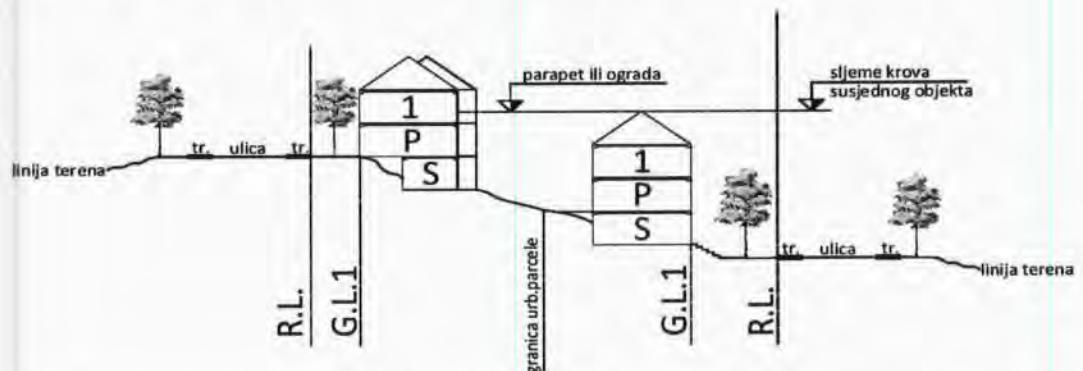 parapet ili ograda
sljeme krova
susjednog objekta
1
P
S
tr.
ulica
tr.
linija terena
1
P
S
tr.
ulica
tr.
linija terena
R.L.
G.L.1
granica urb.parcele
G.L.1
R.L.